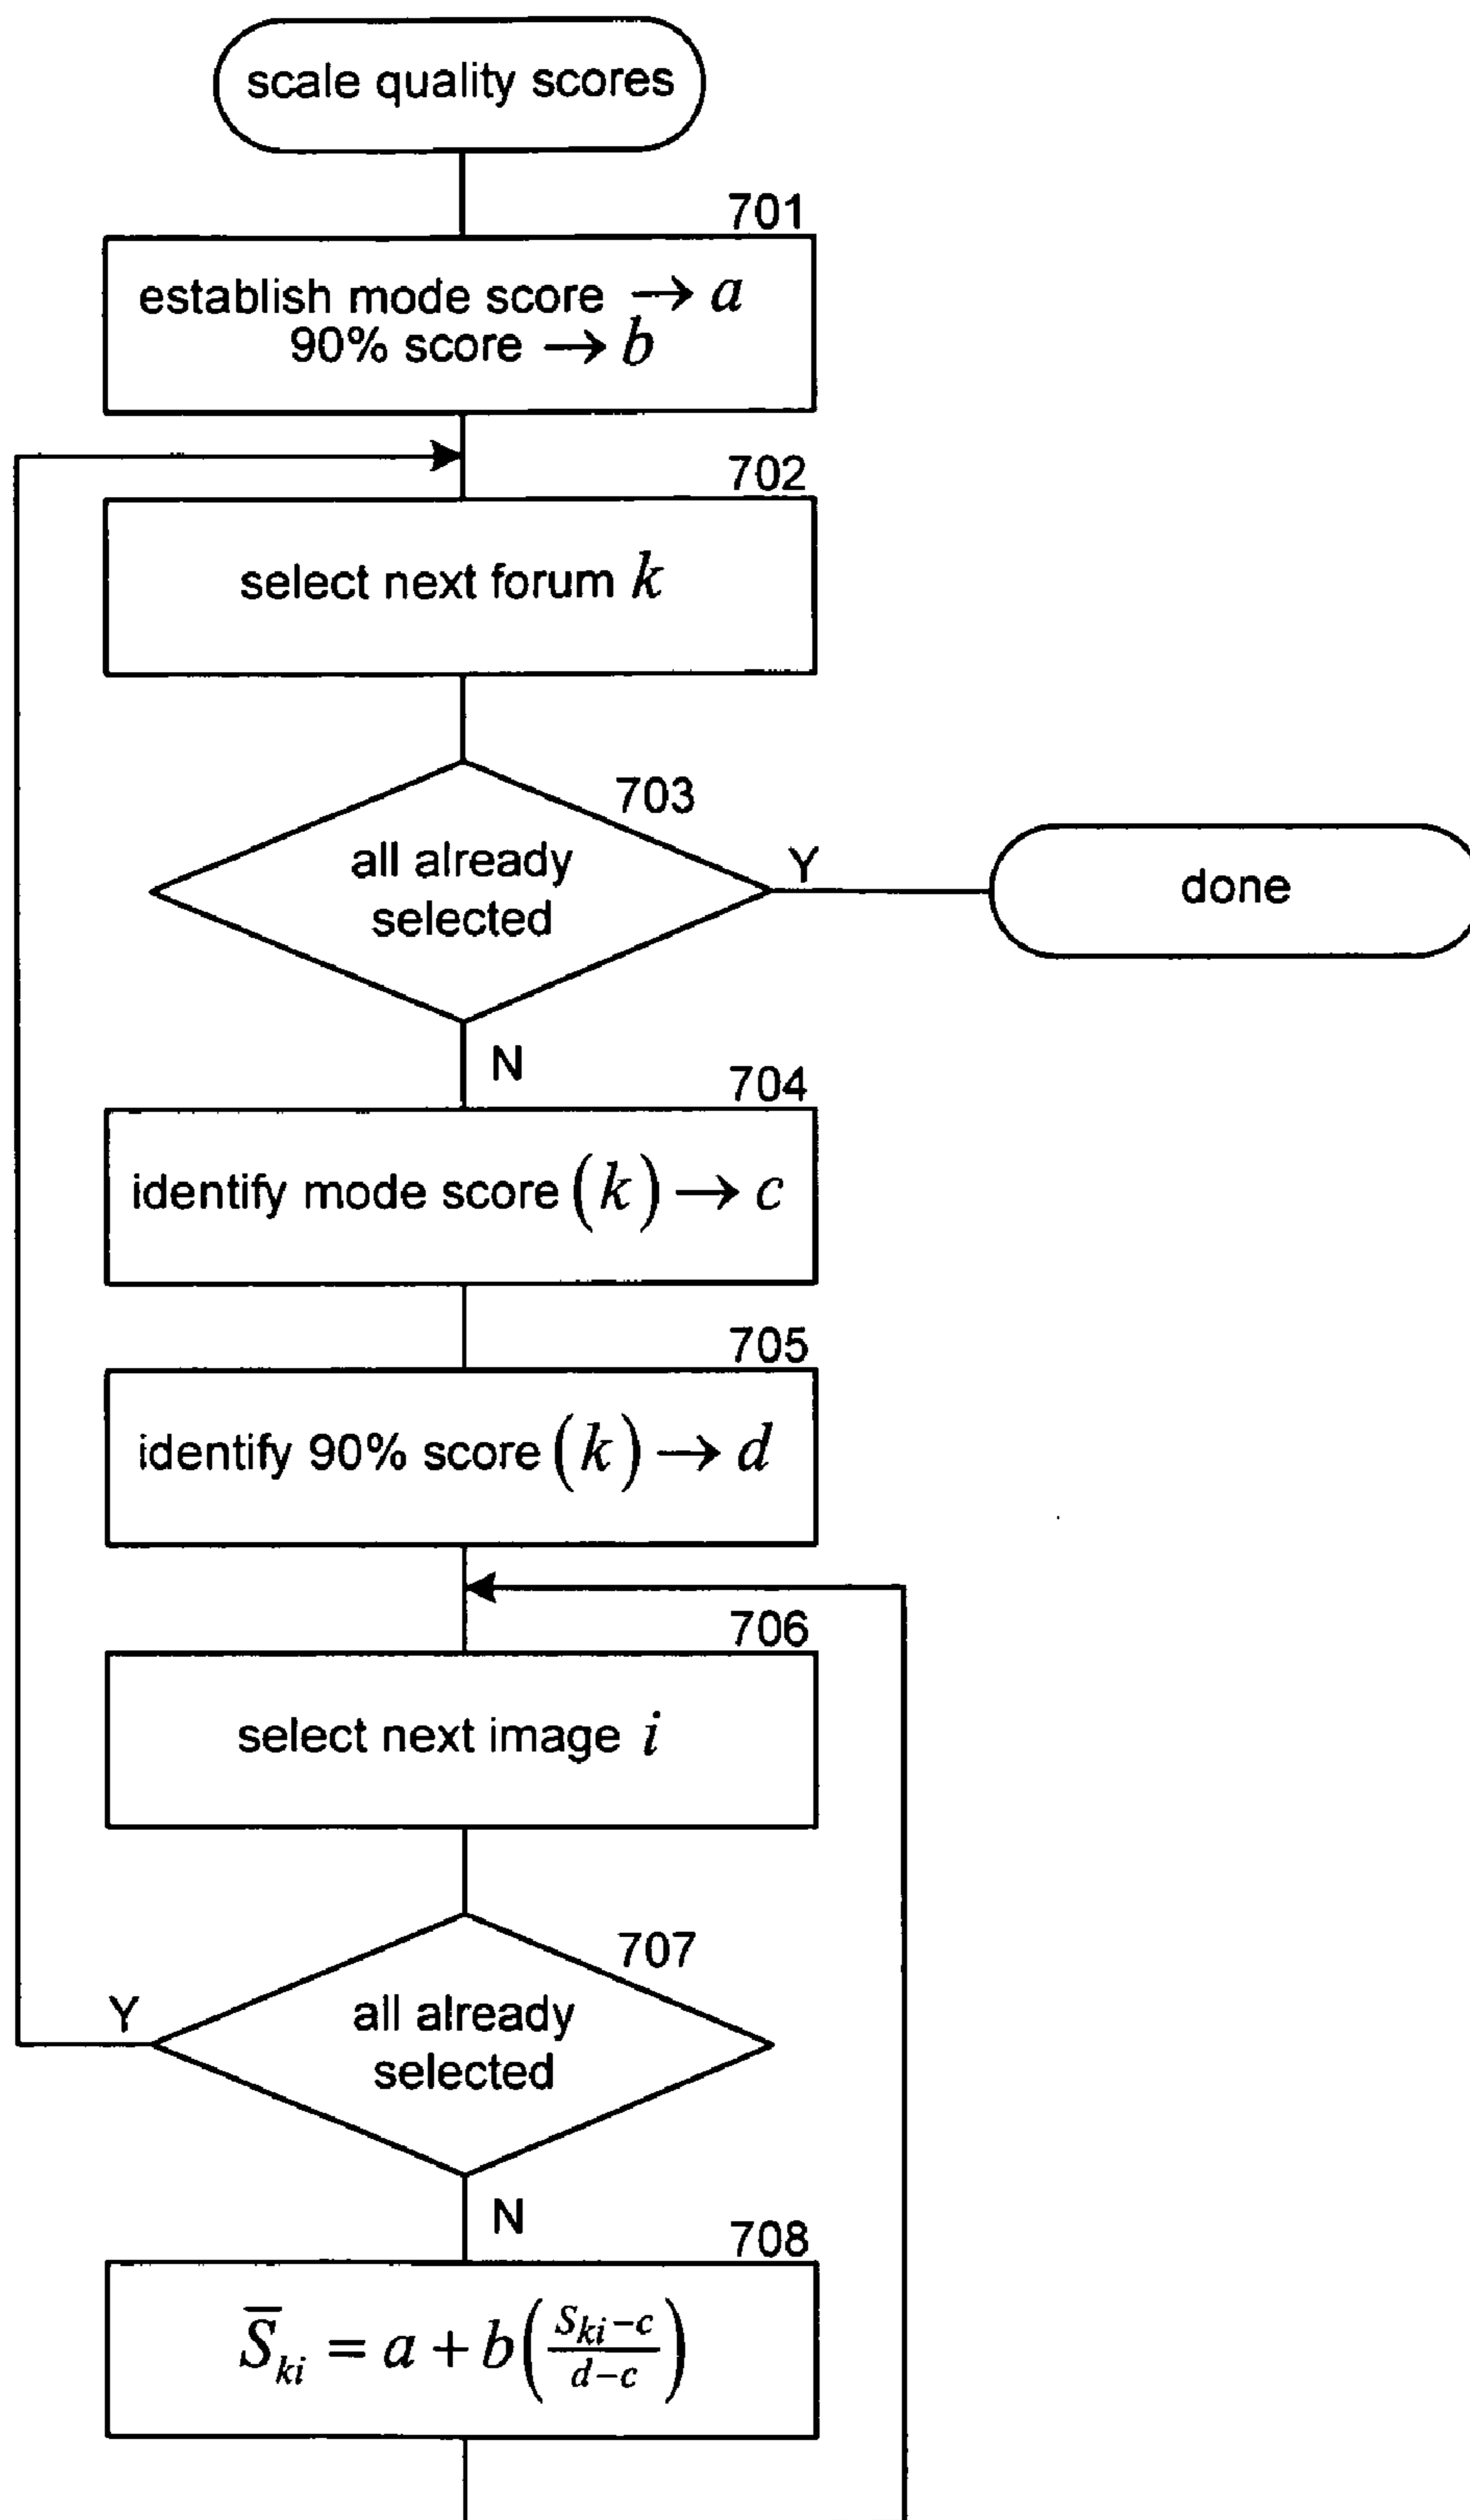 scale quality scores
701
establish mode score → a
90% score → b
702
select next forum k
703
all already
selected
Y
done
N
704
identify mode score (k) → c
705
identify 90% score (k) → d
706
select next image i
707
Y
all already
selected
N
708
S̅ki = a + b((Ski−c)/(d−c))